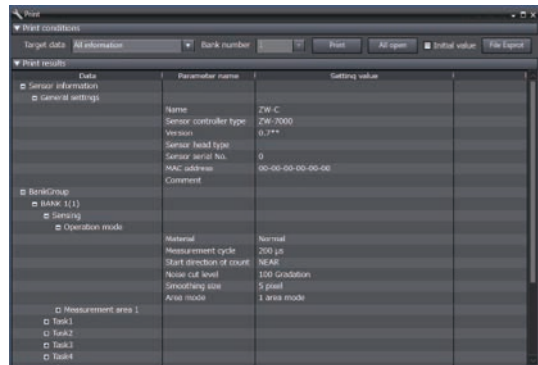 Print
Print conditions
Target data All information Bank number 1 Print All open Initial value File Exprot
Print results
Data Parameter name Setting value
Sensor information
General settings
Name ZW-C
Sensor controller type ZW-7000
Version 0.7**
Sensor head type
Sensor serial No. 0
MAC address 00-00-00-00-00-00
Comment
BankGroup
BANK 1(1)
Sensing
Operation mode
Material Normal
Measurement cycle 200 μs
Start direction of count NEAR
Noise cut level 100 Gradation
Smoothing size 5 pixel
Area mode 1 area mode
Measurement area 1
Task1
Task2
Task3
Task4